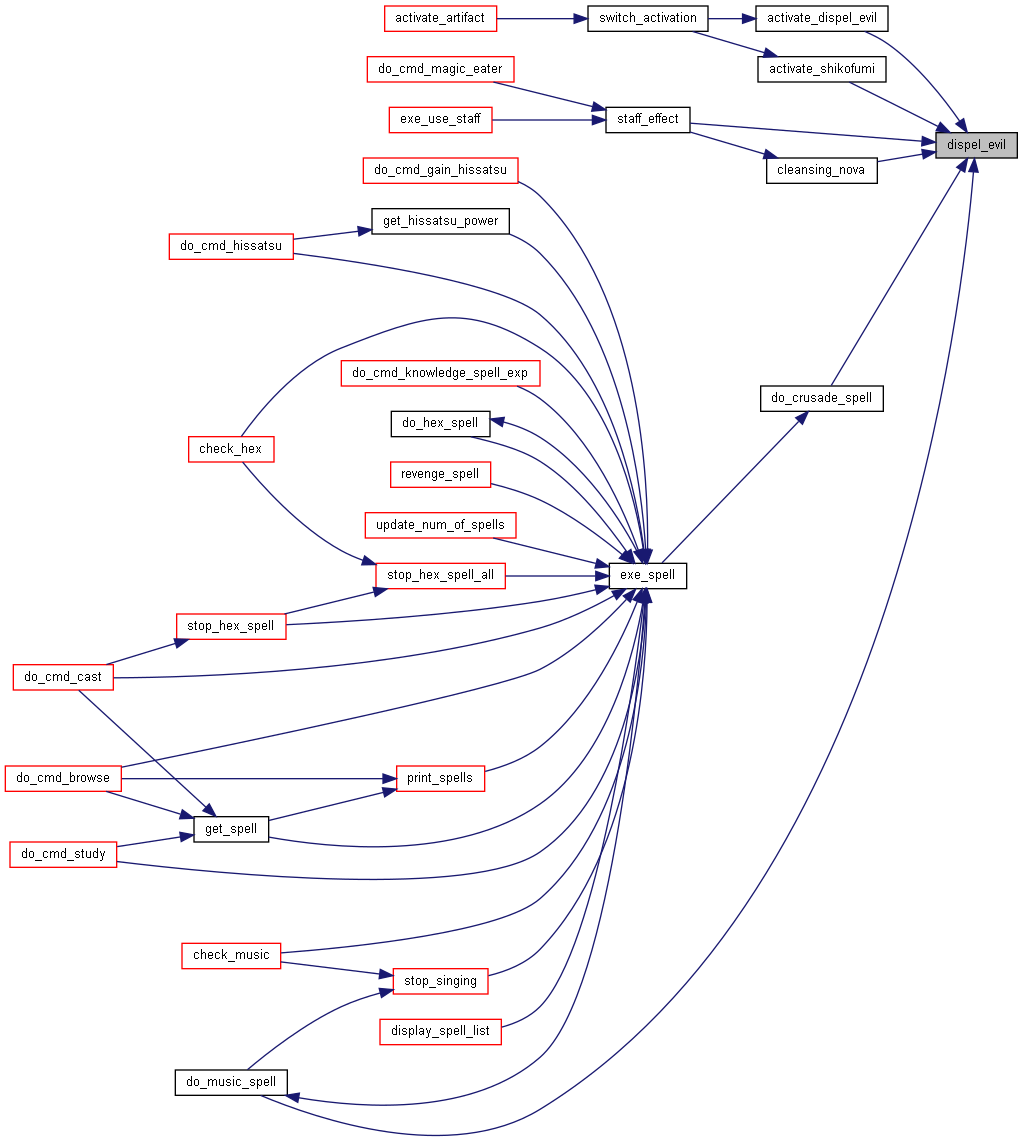 activate_artifact
switch_activation
activate_dispel_evil
do_cmd_magic_eater
activate_shikofumi
exe_use_staff
staff_effect
dispel_evil
do_cmd_gain_hissatsu
cleansing_nova
get_hissatsu_power
do_cmd_hissatsu
do_cmd_knowledge_spell_exp
do_crusade_spell
do_hex_spell
check_hex
revenge_spell
update_num_of_spells
stop_hex_spell_all
exe_spell
stop_hex_spell
do_cmd_cast
do_cmd_browse
print_spells
get_spell
do_cmd_study
check_music
stop_singing
display_spell_list
do_music_spell